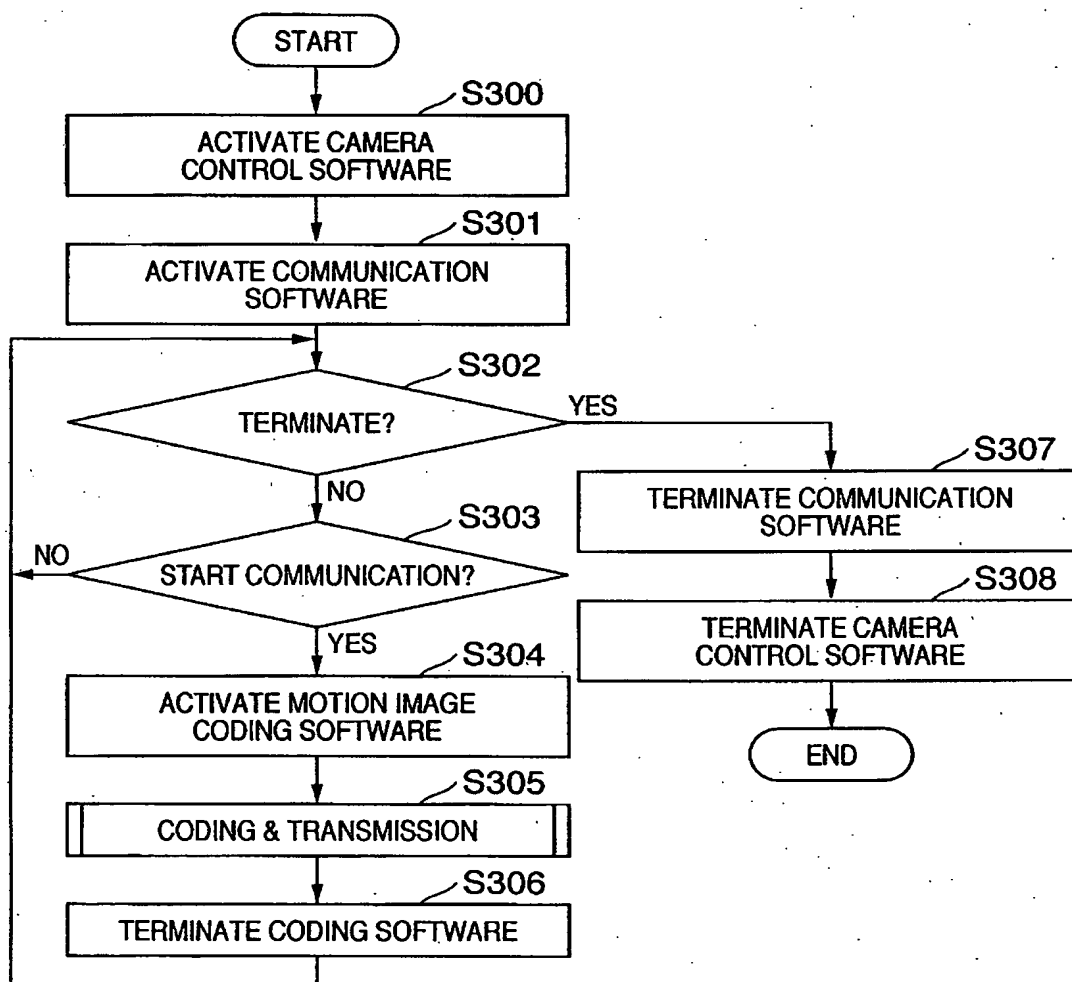 START
S300
ACTIVATE CAMERA
CONTROL SOFTWARE
S301
ACTIVATE COMMUNICATION
SOFTWARE
S302
TERMINATE?
YES
NO
S303
START COMMUNICATION?
NO
YES
S304
ACTIVATE MOTION IMAGE
CODING SOFTWARE
S305
CODING & TRANSMISSION
S306
TERMINATE CODING SOFTWARE
S307
TERMINATE COMMUNICATION
SOFTWARE
S308
TERMINATE CAMERA
CONTROL SOFTWARE
END